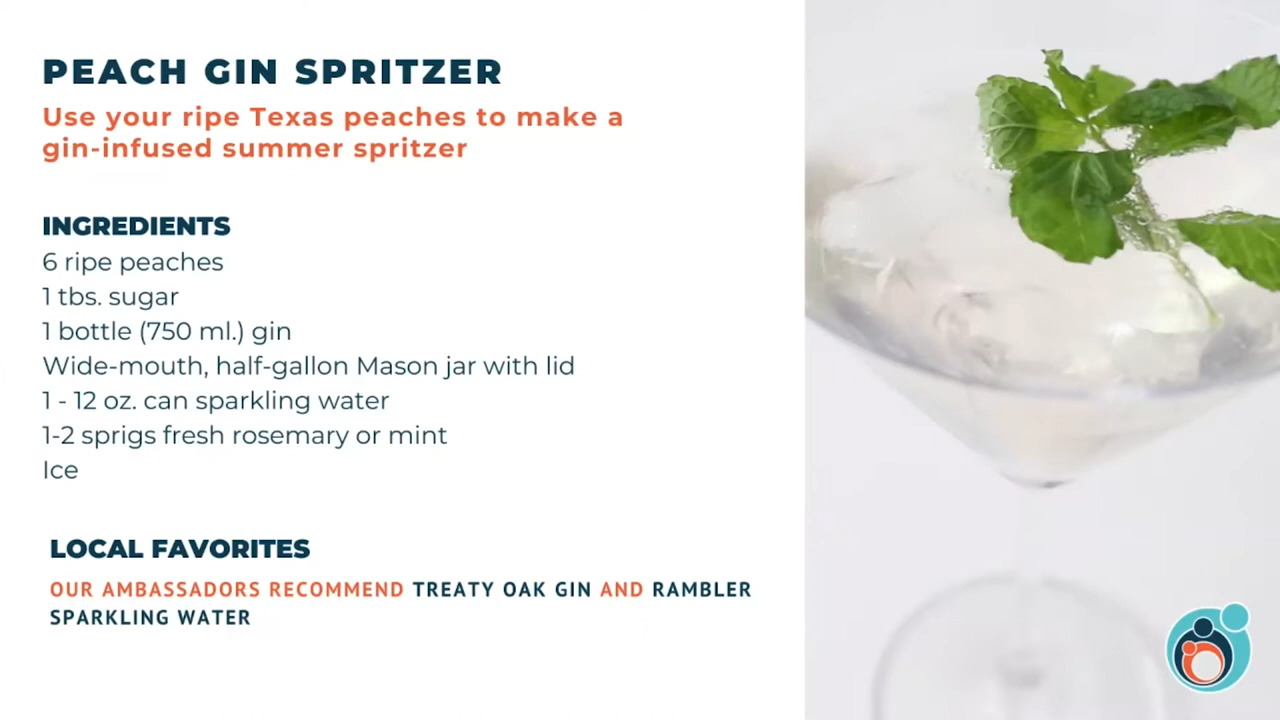 PEACH GIN SPRITZER
Use your ripe Texas peaches to make a
gin-infused summer spritzer
INGREDIENTS
6 ripe peaches
1 tbs. sugar
1 bottle (750 ml.) gin
Wide-mouth, half-gallon Mason jar with lid
1 - 12 oz. can sparkling water
1-2 sprigs fresh rosemary or mint
Ice
LOCAL FAVORITES
OUR AMBASSADORS RECOMMEND TREATY OAK GIN AND RAMBLER
SPARKLING WATER